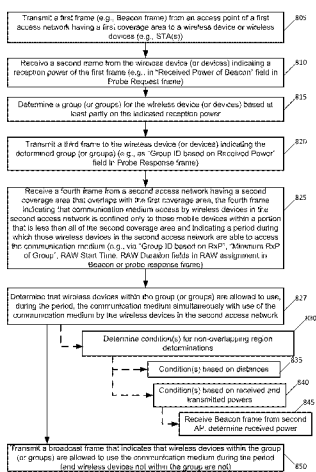 Transmit a first frame (e.g., Beacon frame) from an access point of a first
access network having a first coverage area to a wireless device or wireless
devices (e.g., STA(s))
805
Receive a second frame from the wireless device (or devices) indicating
a reception power of the first frame (e.g., in "Received Power of Beacon" field in
Probe Request frame)
810
Determine a group (or groups) for the wireless device (or devices) based at
least partly on the indicated reception power
815
Transmit a third frame to the wireless device (or devices) indicating the
determined group (or groups) (e.g., as "Group ID based on Received Power"
field in Probe Response frame)
820
Receive a fourth frame from a second access network having a second
coverage area that overlaps with the first coverage area, the fourth frame
indicating that communication medium access by wireless devices in the
second access network is confined only to those mobile devices within a portion
that is less than all of the second coverage area and indicating a period during
which those wireless devices in the second access network are able to access
the communication medium (e.g., via "Group ID based on RxP", "Minimum RxP
of Group", RAW Start Time, RAW Duration fields in RAW assignment in
Beacon or probe response frame)
825
Determine that wireless devices within the group (or groups) are allowed to use,
during the period, the communication medium simultaneously with use of the
communication medium by the wireless devices in the second access network
827
Determine condition(s) for non-overlapping region
determinations
830
Condition(s) based on distances
835
Condition(s) based on received and
transmitted powers
840
Receive Beacon frame from second
AP, determine received power
845
Transmit a broadcast frame that indicates that wireless devices within the group
(or groups) are allowed to use the communication medium during the period
(and wireless devices not within the group are not)
850